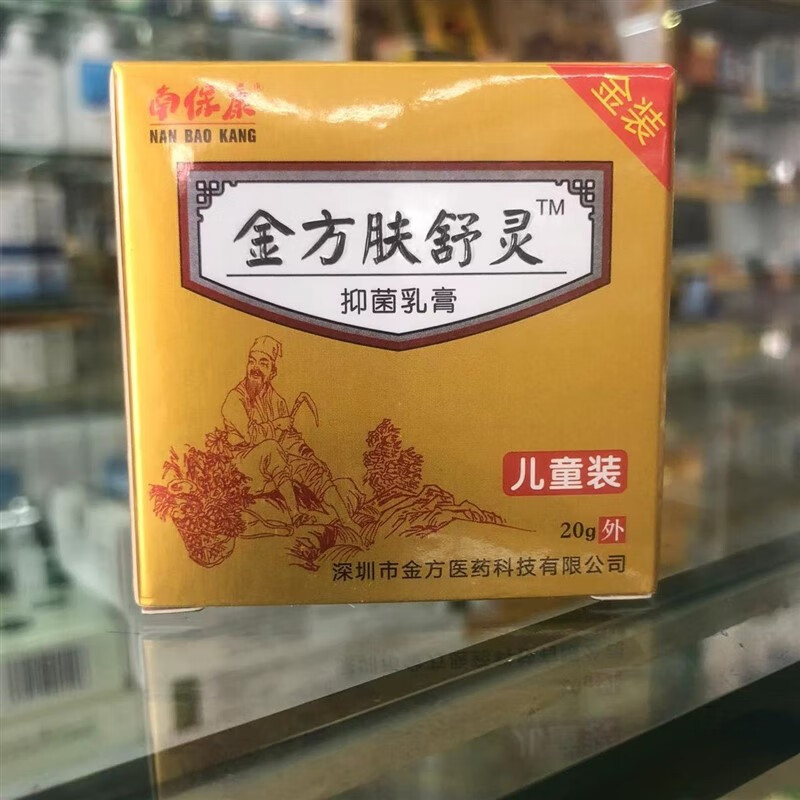 南保康
NAN BAO KANG
金装
金方肤舒灵™
抑菌乳膏
儿童装
20g 外
深圳市金方医药科技有限公司